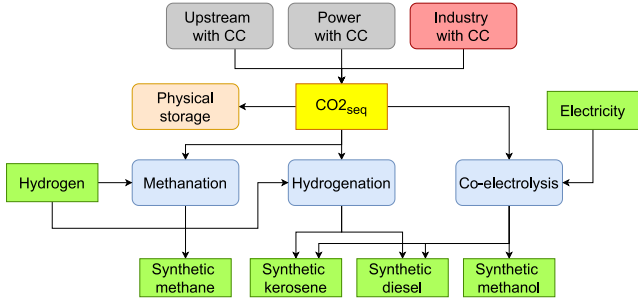 Upstream
with CC
Power
with CC
Industry
with CC
Physical
storage
CO2seq
Electricity
Hydrogen
Methanation
Hydrogenation
Co-electrolysis
Synthetic
methane
Synthetic
kerosene
Synthetic
diesel
Synthetic
methanol